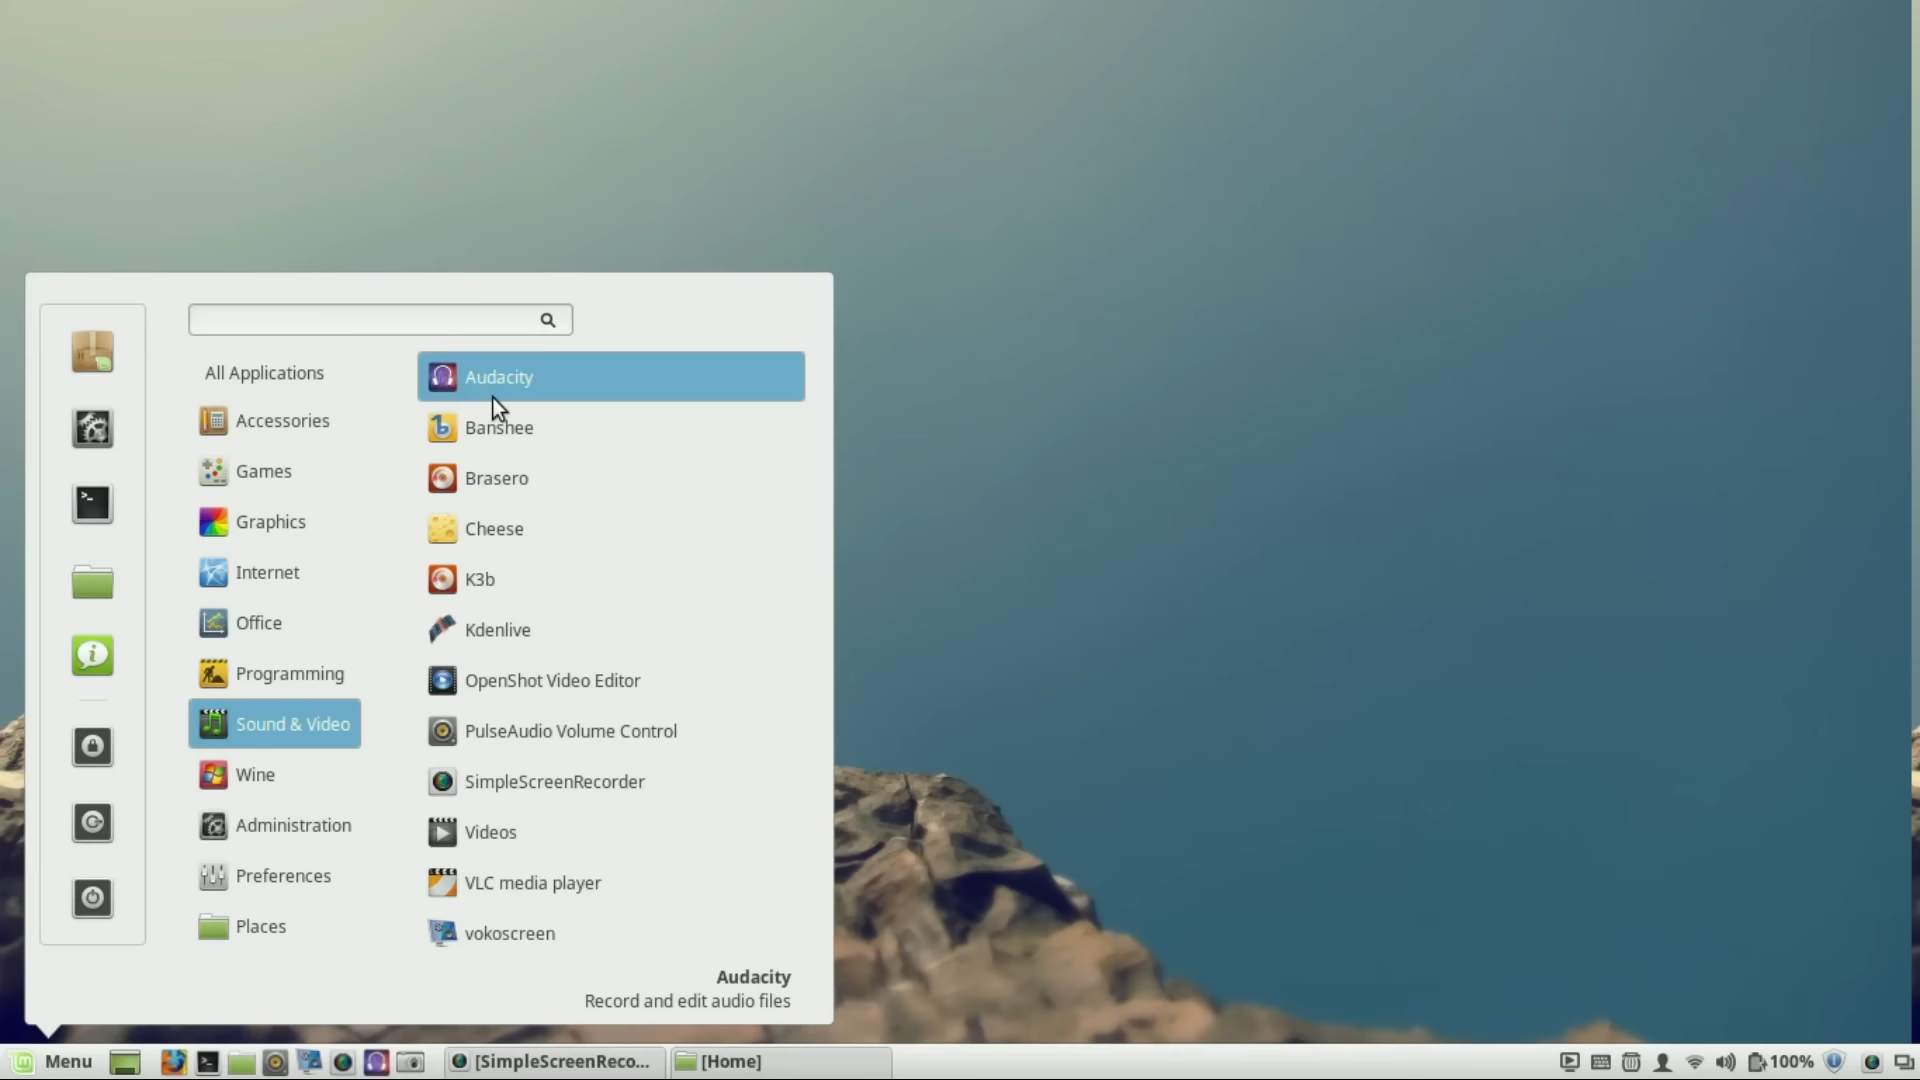 All Applications
Accessories
Games
Graphics
Internet
Office
Programming
Sound & Video
Wine
Administration
Preferences
Places
Audacity
Banshee
Brasero
Cheese
K3b
Kdenlive
OpenShot Video Editor
PulseAudio Volume Control
SimpleScreenRecorder
Videos
VLC media player
vokoscreen
Audacity
Record and edit audio files
Menu
[SimpleScreenReco...
[Home]
100%